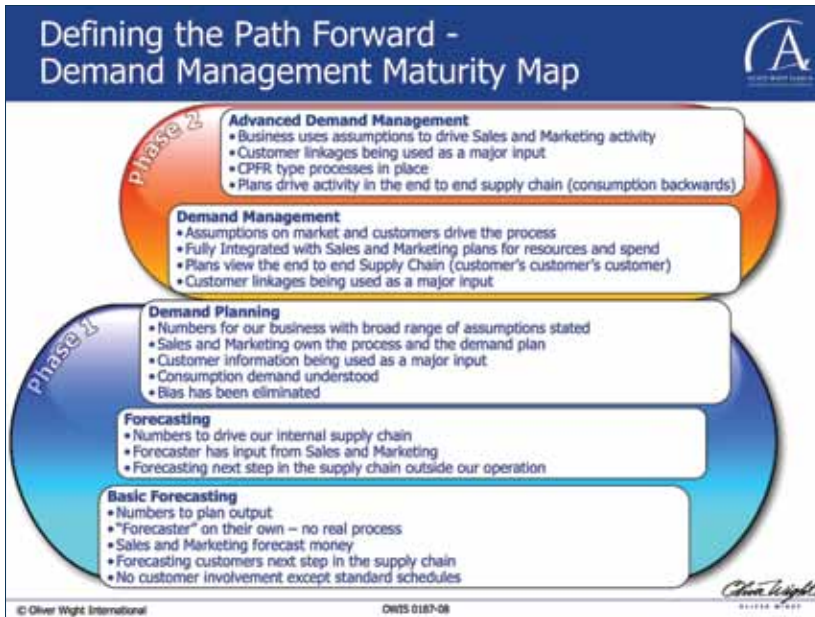 Defining the Path Forward -
Demand Management Maturity Map
Phase 2
Advanced Demand Management
• Business uses assumptions to drive Sales and Marketing activity
• Customer linkages being used as a major input
• CPFR type processes in place
• Plans drive activity in the end to end supply chain (consumption backwards)
Demand Management
• Assumptions on market and customers drive the process
• Fully Integrated with Sales and Marketing plans for resources and spend
• Plans view the end to end Supply Chain (customer's customer's customer)
• Customer linkages being used as a major input
Phase 1
Demand Planning
• Numbers for our business with broad range of assumptions stated
• Sales and Marketing own the process and the demand plan
• Customer information being used as a major input
• Consumption demand understood
• Bias has been eliminated
Forecasting
• Numbers to drive our internal supply chain
• Forecaster has input from Sales and Marketing
• Forecasting next step in the supply chain outside our operation
Basic Forecasting
• Numbers to plan output
• "Forecaster" on their own – no real process
• Sales and Marketing forecast money
• Forecasting customers next step in the supply chain
• No customer involvement except standard schedules
© Oliver Wight International
OWIS 0187-08
Oliver Wight
OLIVER WIGHT